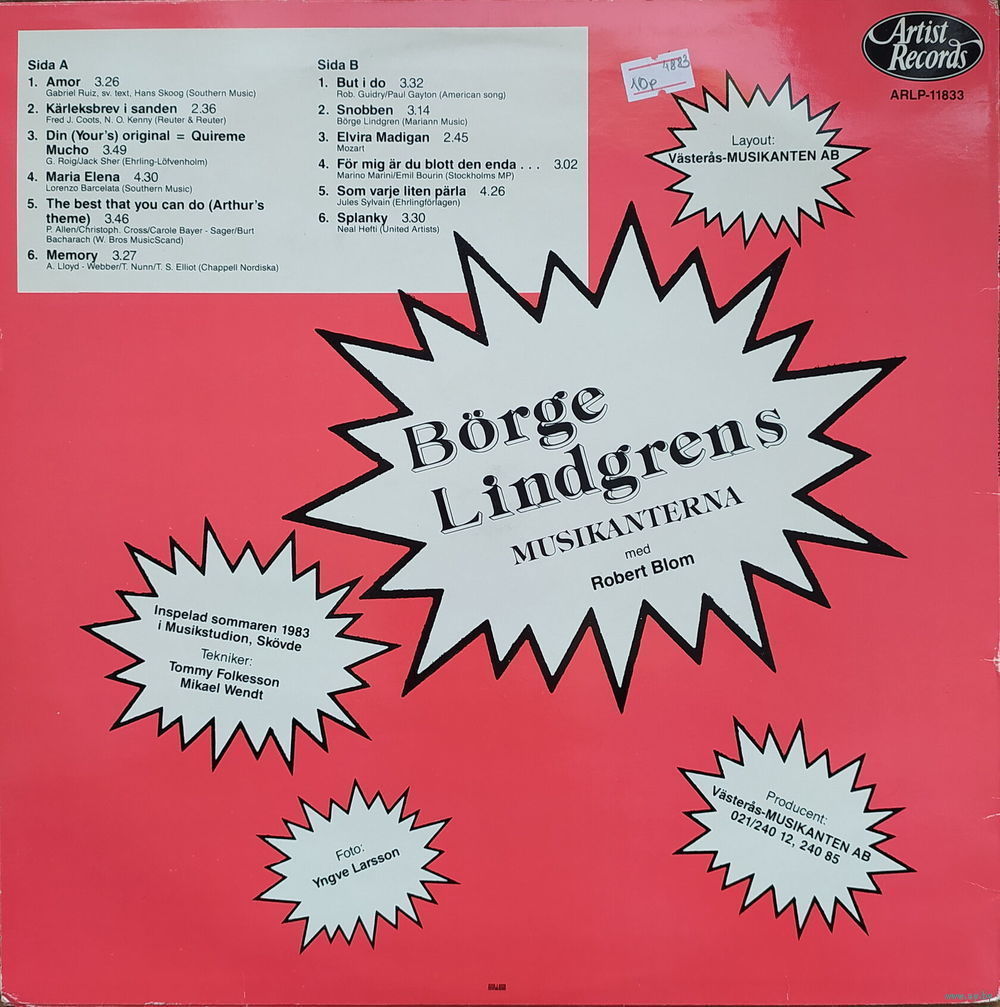 Sida A
1. Amor 3.26
Gabriel Ruiz, sv. text, Hans Skoog (Southern Music)
2. Kärleksbrev i sanden 2.36
Fred J. Coots, N. O. Kenny (Reuter & Reuter)
3. Din (Your's) original = Quireme
Mucho 3.49
G. Roig/Jack Sher (Ehrling-Löfvenholm)
4. Maria Elena 4.30
Lorenzo Barcelata (Southern Music)
5. The best that you can do (Arthur's
theme) 3.46
P. Allen/Christoph. Cross/Carole Bayer - Sager/Burt
Bacharach (W. Bros MusicScand)
6. Memory 3.27
A. Lloyd - Webber/T. Nunn/T. S. Elliot (Chappell Nordiska)
Sida B
1. But i do 3.32
Rob. Guidry/Paul Gayton (American song)
2. Snobben 3.14
Börge Lindgren (Mariann Music)
3. Elvira Madigan 2.45
Mozart
4. För mig är du blott den enda . . . 3.02
Marino Marini/Emil Bourin (Stockholms MP)
5. Som varje liten pärla 4.26
Jules Sylvain (Ehrlingförlagen)
6. Splanky 3.30
Neal Hefti (United Artists)
4883
10p
Artist
Records
ARLP-11833
Layout:
Västerås-MUSIKANTEN AB
Börge
Lindgrens
MUSIKANTERNA
med
Robert Blom
Inspelad sommaren 1983
i Musikstudion, Skövde
Tekniker:
Tommy Folkesson
Mikael Wendt
Foto:
Yngve Larsson
Producent:
Västerås-MUSIKANTEN AB
021/240 12, 240 85